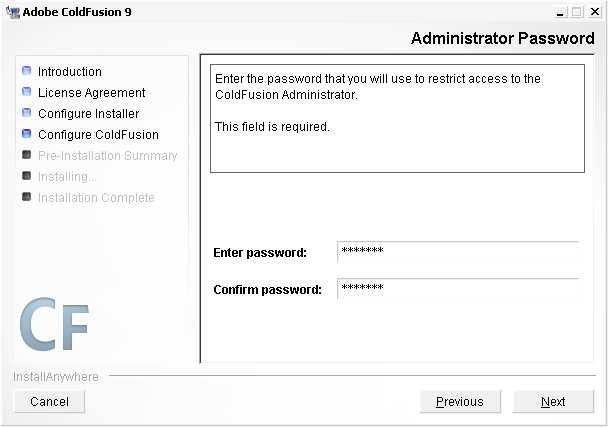 Adobe ColdFusion 9
Administrator Password
Introduction
License Agreement
Configure Installer
Configure ColdFusion
Pre-Installation Summary
Installing...
Installation Complete
Enter the password that you will use to restrict access to the
ColdFusion Administrator.
This field is required.
Enter password: *******
Confirm password: *******
CF
InstallAnywhere
Cancel Previous Next